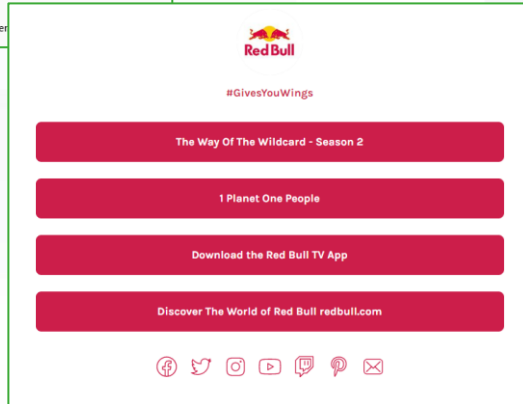 er
Red Bull
#GivesYouWings
The Way Of The Wildcard - Season 2
1 Planet One People
Download the Red Bull TV App
Discover The World of Red Bull redbull.com